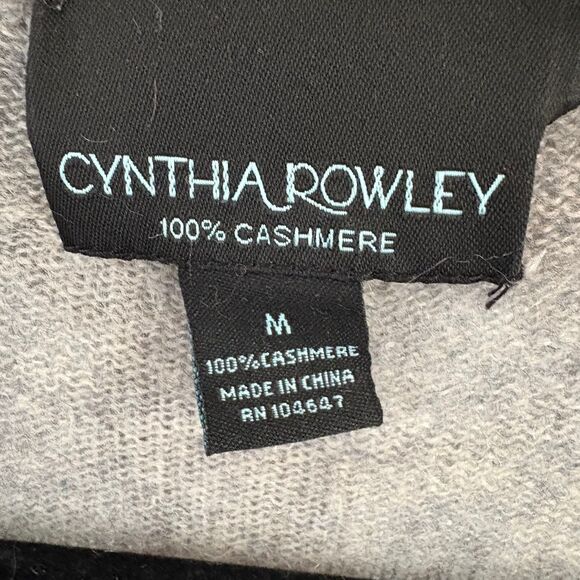 CYNTHIA ROWLEY
100% CASHMERE
M
100% CASHMERE
MADE IN CHINA
RN 104647